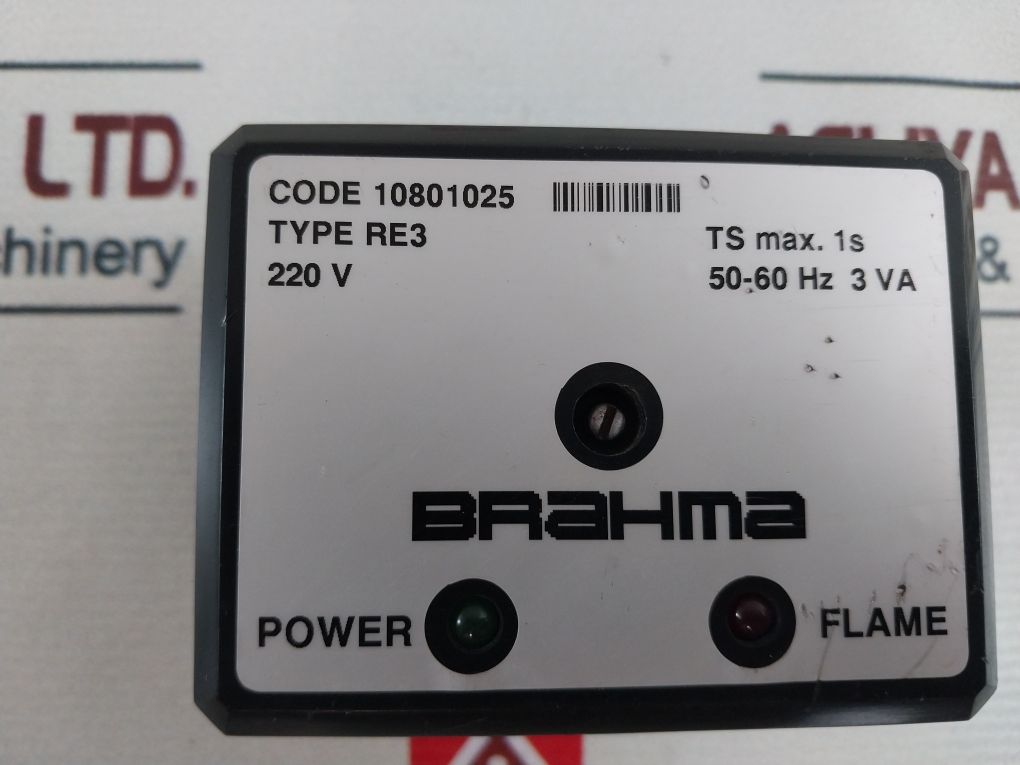 LTD.
hinery
&
CODE 10801025
TYPE RE3
220 V
TS max. 1s
50-60 Hz 3 VA
BRAHMA
POWER
FLAME